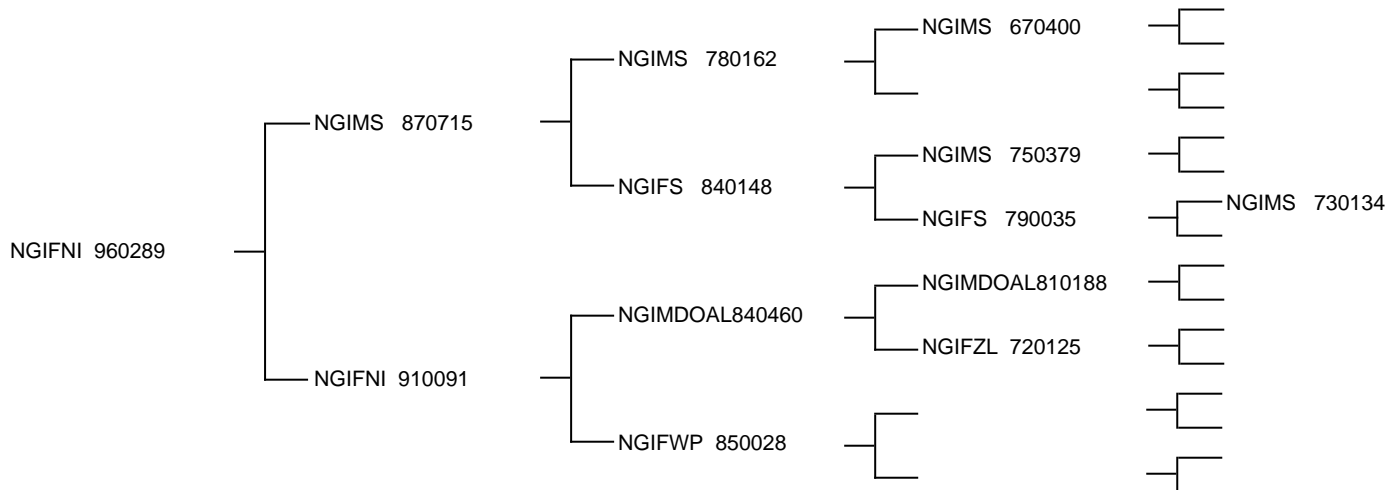 NGIMS 670400
NGIMS 780162
NGIMS 870715
NGIMS 750379
NGIFS 840148
NGIMS 730134
NGIFS 790035
NGIFNI 960289
NGIMDOAL810188
NGIMDOAL840460
NGIFZL 720125
NGIFNI 910091
NGIFWP 850028